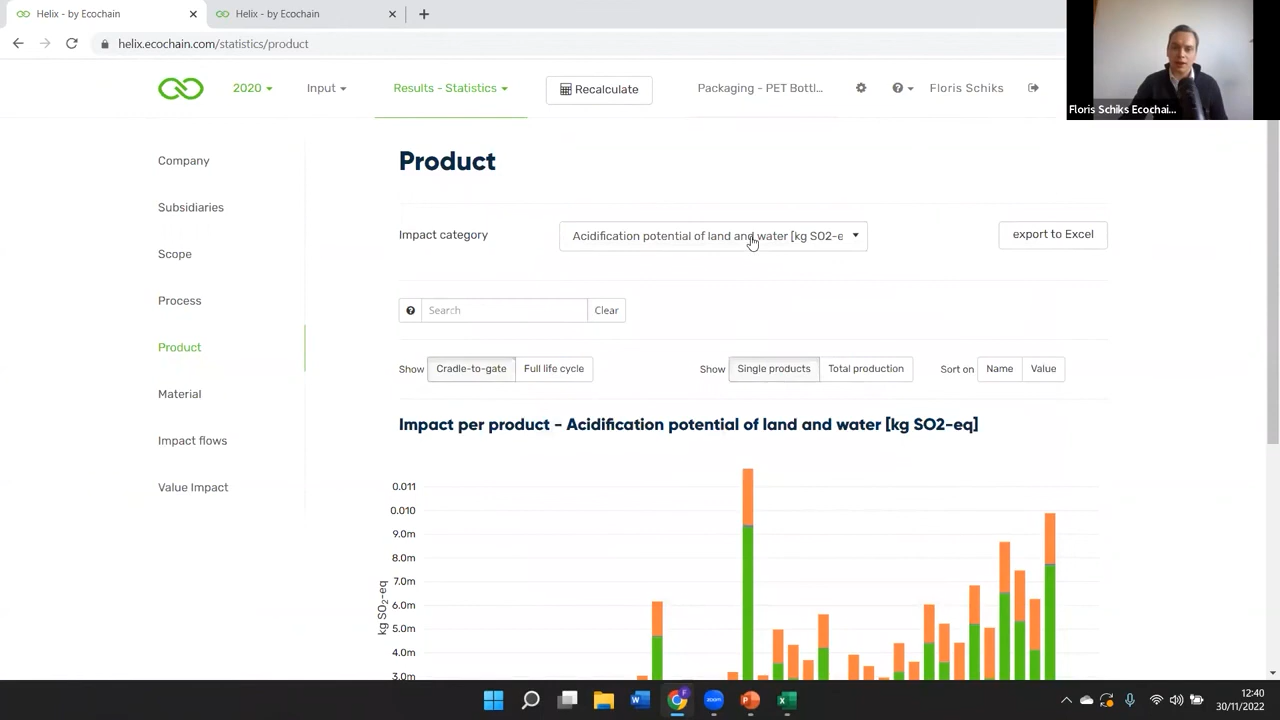 Helix - by Ecochain
Helix - by Ecochain
helix.ecochain.com/statistics/product
Floris Schiks Ecochai...
2020
Input
Results - Statistics
Recalculate
Packaging - PET Bottl...
Floris Schiks
Company
Subsidiaries
Scope
Process
Product
Material
Impact flows
Value Impact
Product
Impact category
Acidification potential of land and water [kg SO2-e
export to Excel
Search
Clear
Show
Cradle-to-gate
Full life cycle
Show
Single products
Total production
Sort on
Name
Value
Impact per product - Acidification potential of land and water [kg SO2-eq]
0.011
0.010
9.0m
8.0m
7.0m
6.0m
5.0m
4.0m
3.0m
kg SO2-eq
12:40
30/11/2022